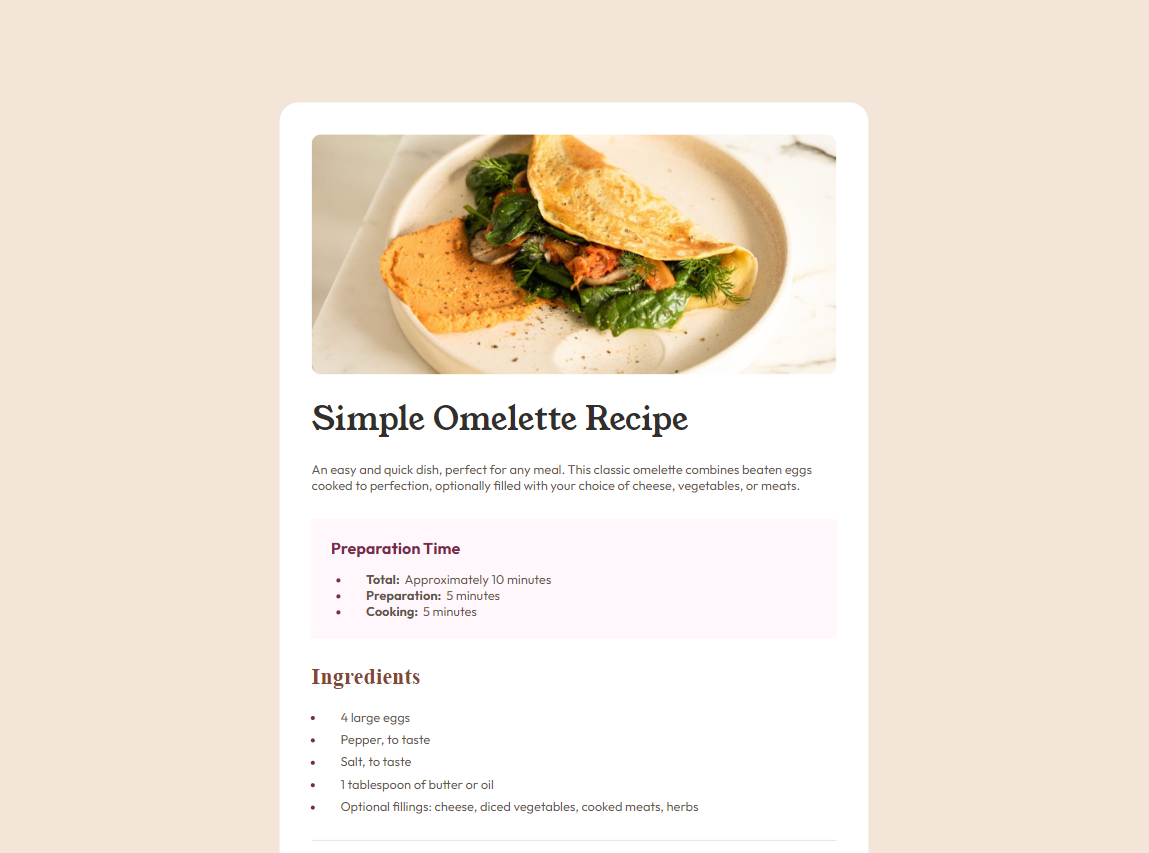 Simple Omelette Recipe
An easy and quick dish, perfect for any meal. This classic omelette combines beaten eggs
cooked to perfection, optionally filled with your choice of cheese, vegetables, or meats.
Preparation Time
• Total: Approximately 10 minutes
• Preparation: 5 minutes
• Cooking: 5 minutes
Ingredients
• 4 large eggs
• Pepper, to taste
• Salt, to taste
• 1 tablespoon of butter or oil
• Optional fillings: cheese, diced vegetables, cooked meats, herbs